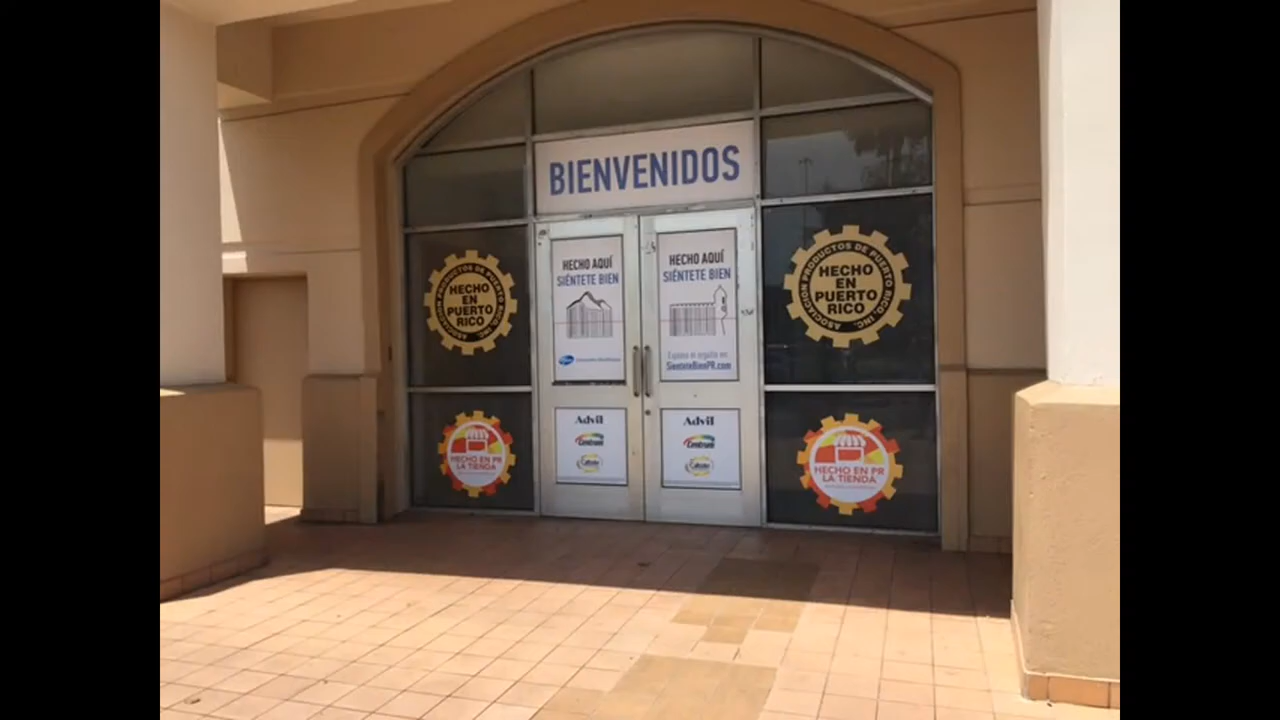 BIENVENIDOS
ASOCIACION PRODUCTOS DE PUERTO RICO, INC.
HECHO
EN
PUERTO
RICO
HECHO AQUÍ
SIÉNTETE BIEN
Pfizer
HECHO AQUÍ
SIÉNTETE BIEN
SienteteBienPR.com
ASOCIACION PRODUCTOS DE PUERTO RICO, INC.
HECHO
EN
PUERTO
RICO
HECHO EN PR
LA TIENDA
Advil
Centrum
Caltrate
Advil
Centrum
Caltrate
HECHO EN PR
LA TIENDA